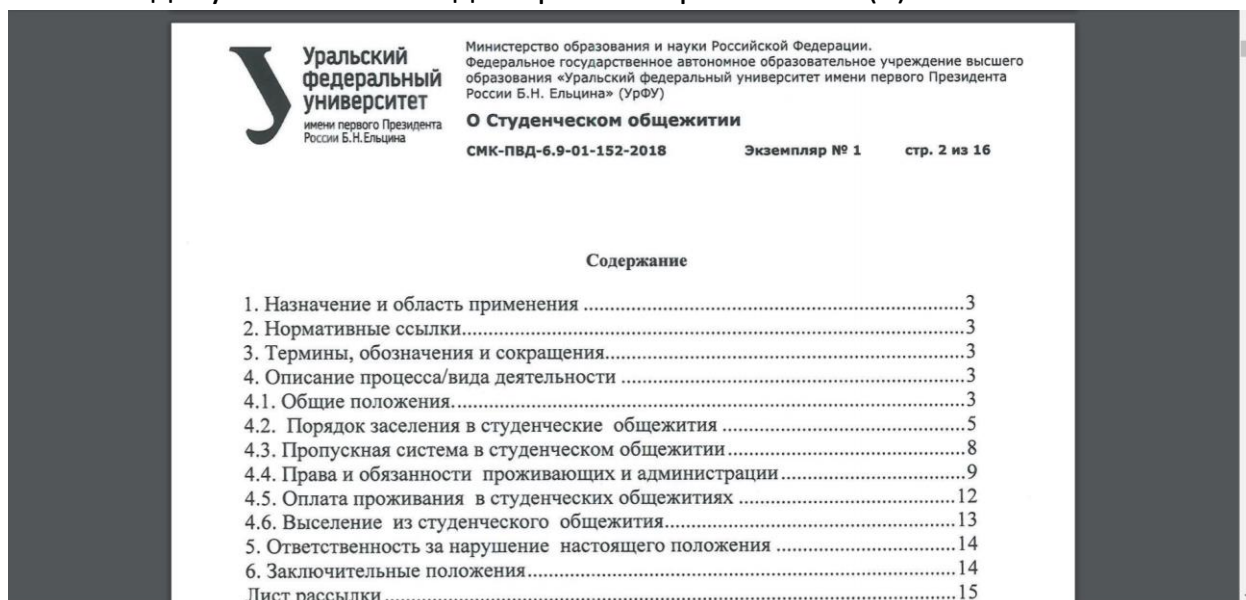 Уральский
федеральный
университет
имени первого Президента
России Б.Н.Ельцина
Министерство образования и науки Российской Федерации.
Федеральное государственное автономное образовательное учреждение высшего
образования «Уральский федеральный университет имени первого Президента
России Б.Н. Ельцина» (УрФУ)
О Студенческом общежитии
СМК-ПВД-6.9-01-152-2018 Экземпляр № 1 стр. 2 из 16
Содержание
1. Назначение и область применения ..........3
2. Нормативные ссылки..........3
3. Термины, обозначения и сокращения..........3
4. Описание процесса/вида деятельности ..........3
4.1. Общие положения..........3
4.2. Порядок заселения в студенческие общежития ..........5
4.3. Пропускная система в студенческом общежитии..........8
4.4. Права и обязанности проживающих и администрации..........9
4.5. Оплата проживания в студенческих общежитиях ..........12
4.6. Выселение из студенческого общежития..........13
5. Ответственность за нарушение настоящего положения ..........14
6. Заключительные положения..........14
Лист рассылки..........15